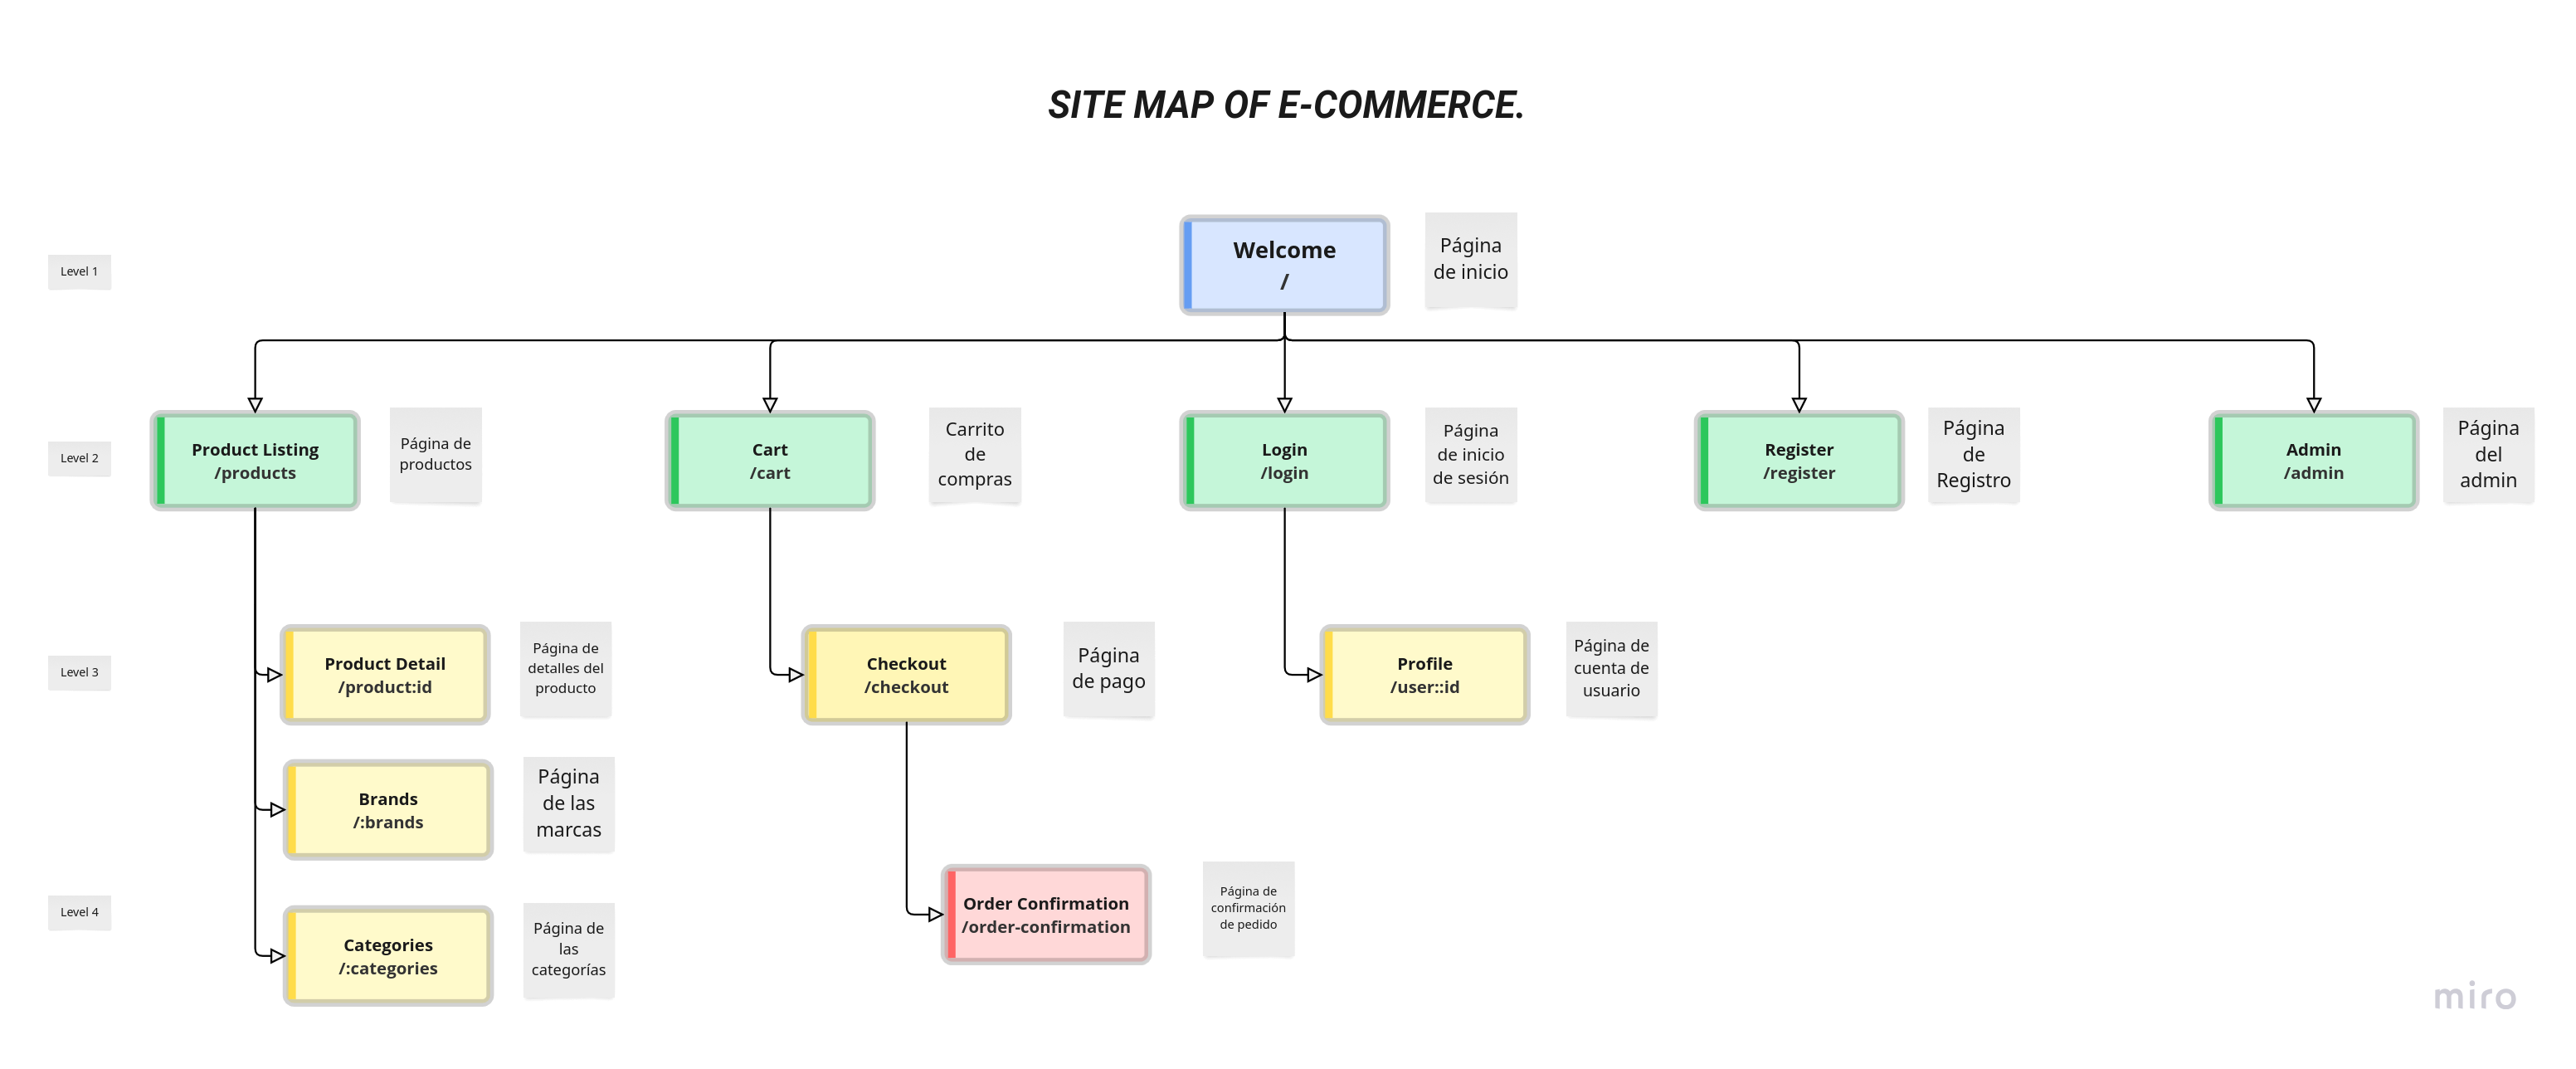 SITE MAP OF E-COMMERCE.
Level 1
Welcome
/
Página
de inicio
Level 2
Product Listing
/products
Página de
productos
Cart
/cart
Carrito
de
compras
Login
/login
Página
de inicio
de sesión
Register
/register
Página
de
Registro
Admin
/admin
Página
del
admin
Level 3
Product Detail
/product:id
Página de
detalles del
producto
Checkout
/checkout
Página
de pago
Profile
/user::id
Página de
cuenta de
usuario
Brands
/:brands
Página
de las
marcas
Level 4
Categories
/:categories
Página de
las
categorías
Order Confirmation
/order-confirmation
Página de
confirmación
de pedido
miro